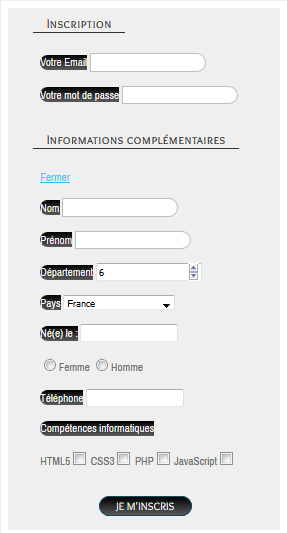 Inscription
Votre Email
Votre mot de passe
Informations complémentaires
Fermer
Nom
Prénom
Département 6
Pays France
Né(e) le :
Femme Homme
Téléphone
Compétences informatiques
HTML5 CSS3 PHP JavaScript
JE M'INSCRIS